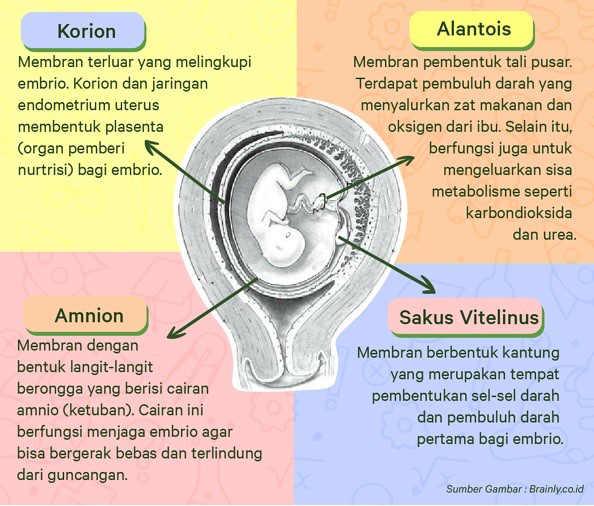 Korion
Membran terluar yang melingkupi
embrio. Korion dan jaringan
endometrium uterus
membentuk plasenta
(organ pemberi
nurtrisi) bagi embrio.
Alantois
Membran pembentuk tali pusar.
Terdapat pembuluh darah yang
menyalurkan zat makanan dan
oksigen dari ibu. Selain itu,
berfungsi juga untuk
mengeluarkan sisa
metabolisme seperti
karbondioksida
dan urea.
Amnion
Membran dengan
bentuk langit-langit
berongga yang berisi cairan
amnio (ketuban). Cairan ini
berfungsi menjaga embrio agar
bisa bergerak bebas dan terlindung
dari guncangan.
Sakus Vitelinus
Membran berbentuk kantung
yang merupakan tempat
pembentukan sel-sel darah
dan pembuluh darah
pertama bagi embrio.
Sumber Gambar : Brainly.co.id